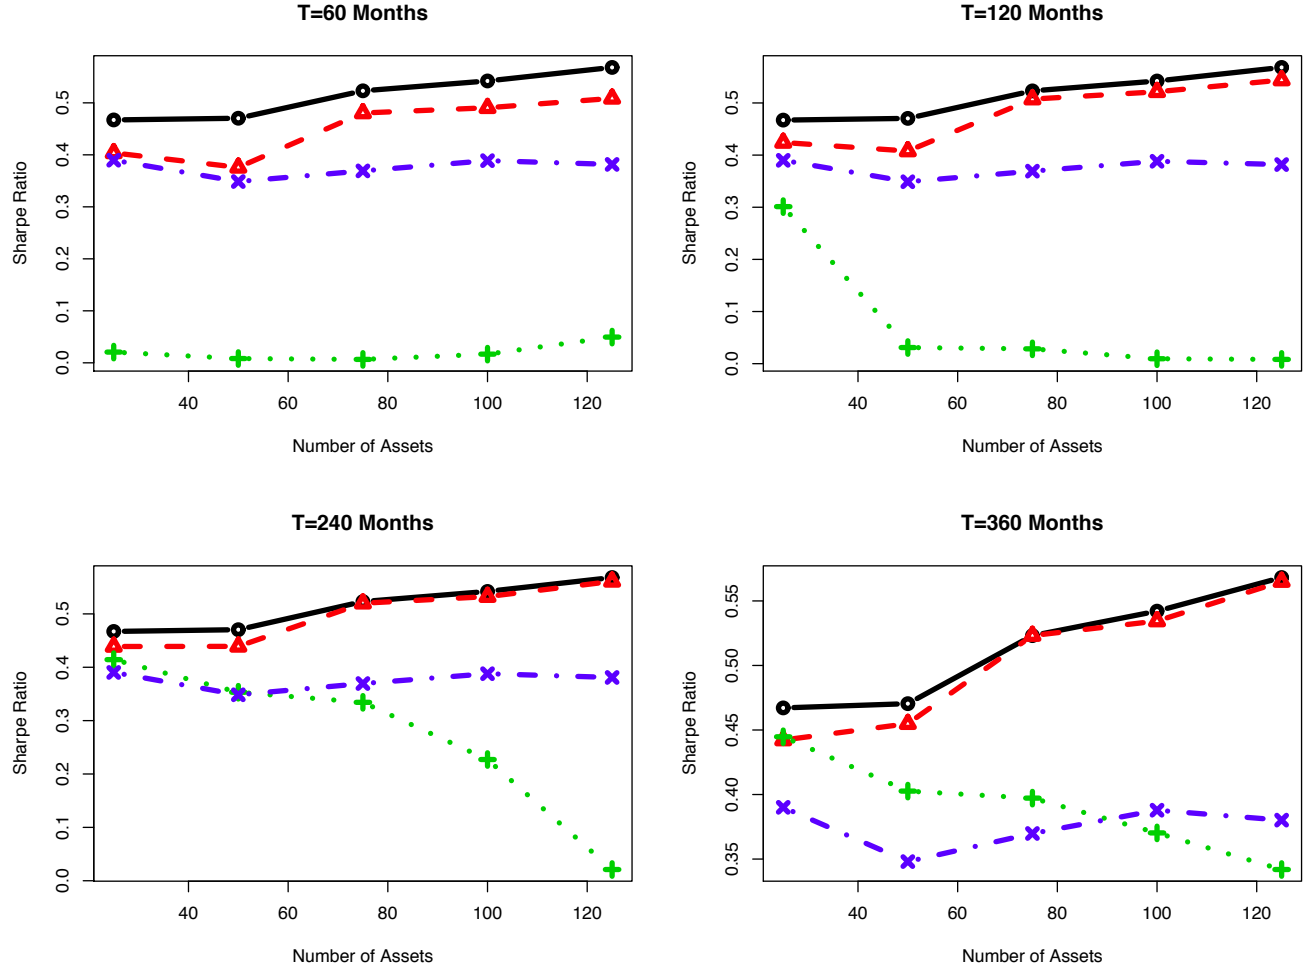 T=60 Months
Sharpe Ratio
0.5
0.4
0.3
0.2
0.1
0.0
40 60 80 100 120
Number of Assets
T=120 Months
Sharpe Ratio
0.5
0.4
0.3
0.2
0.1
0.0
40 60 80 100 120
Number of Assets
T=240 Months
Sharpe Ratio
0.5
0.4
0.3
0.2
0.1
0.0
40 60 80 100 120
Number of Assets
T=360 Months
Sharpe Ratio
0.55
0.50
0.45
0.40
0.35
40 60 80 100 120
Number of Assets